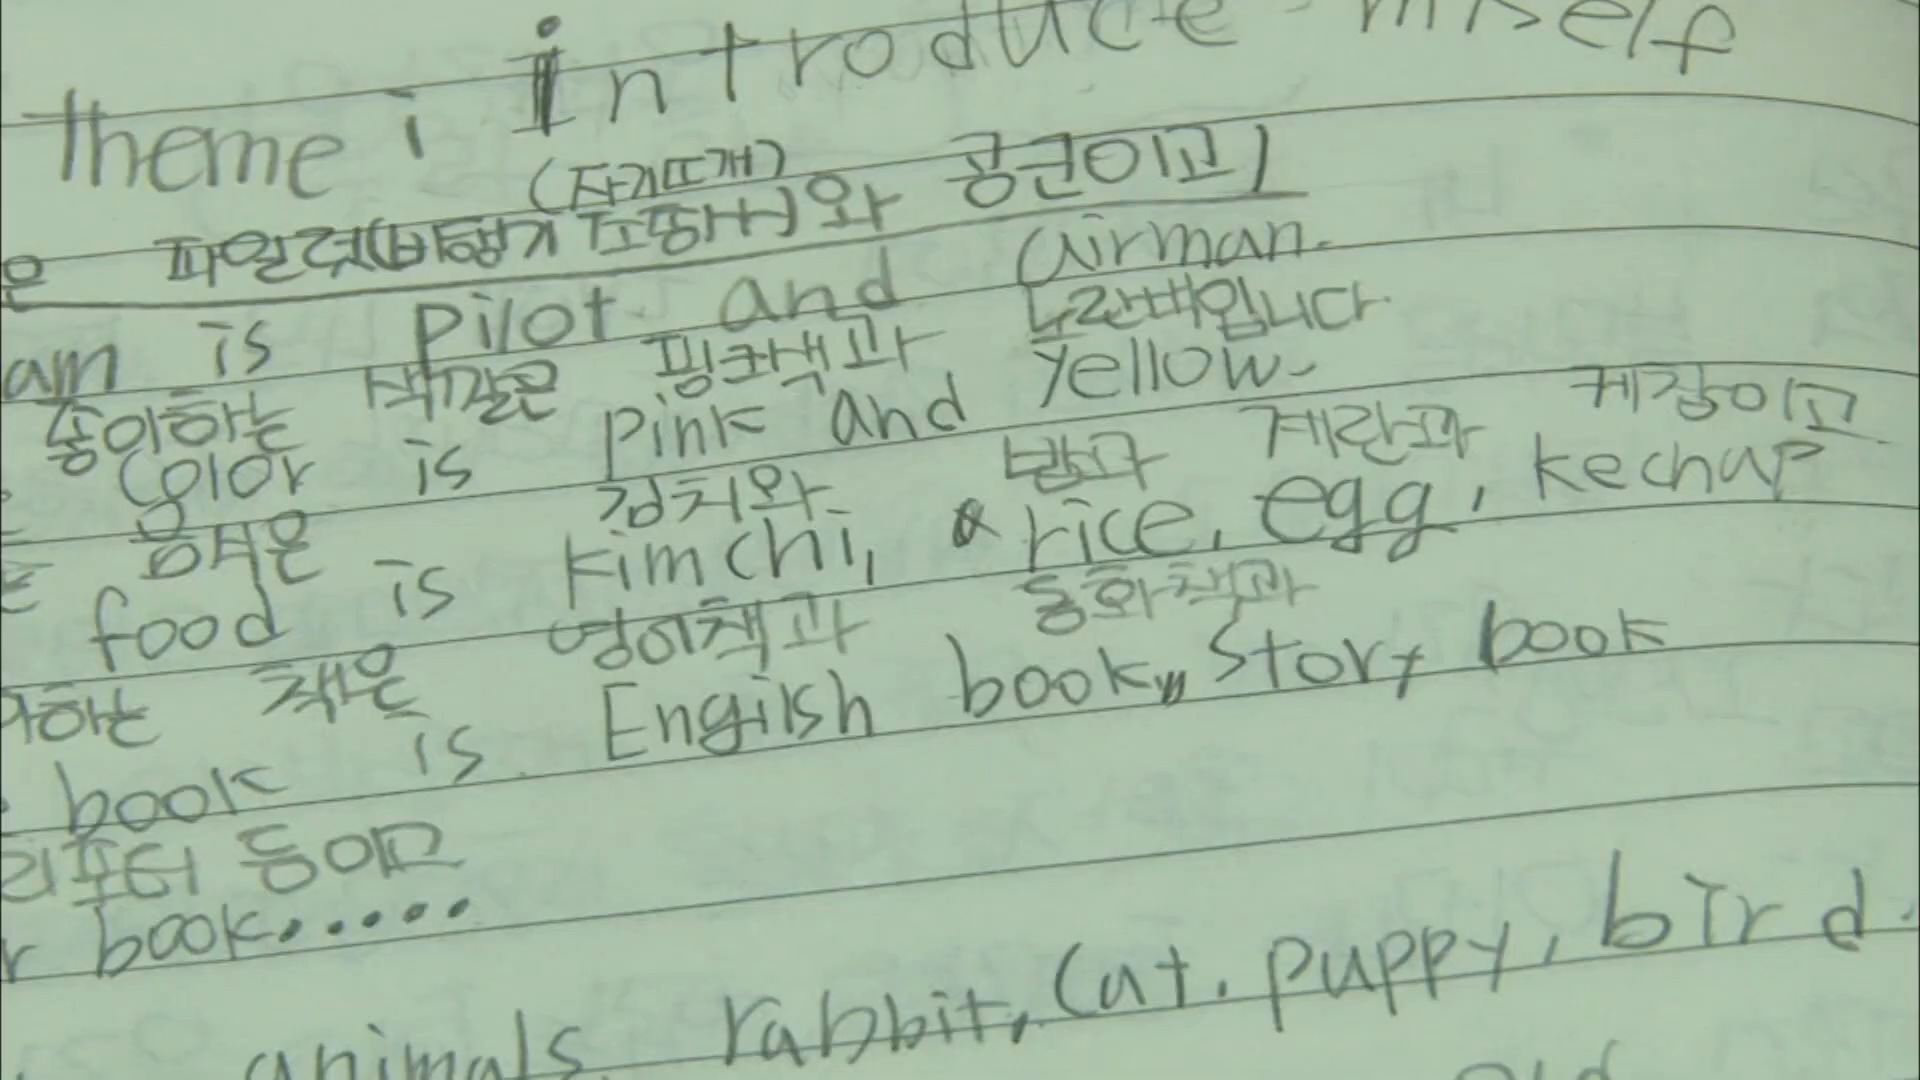 theme : introduce miself
(자기뜨개)
은 파일럿(비행기 조종사)와 공군이고
am is pilot and airman.
좋아하는 색깔은 핑크색과 노란색입니다
color is pink and yellow.
음식은 김치와 밥과 계란과 케찹이고
food is kimchi, rice, egg, kechup
하는 책은 영어책과 동화책과
book is Engilsh book, story book
리포터 등이고
r book.....
animals rabbit, cat. puppy, bird.